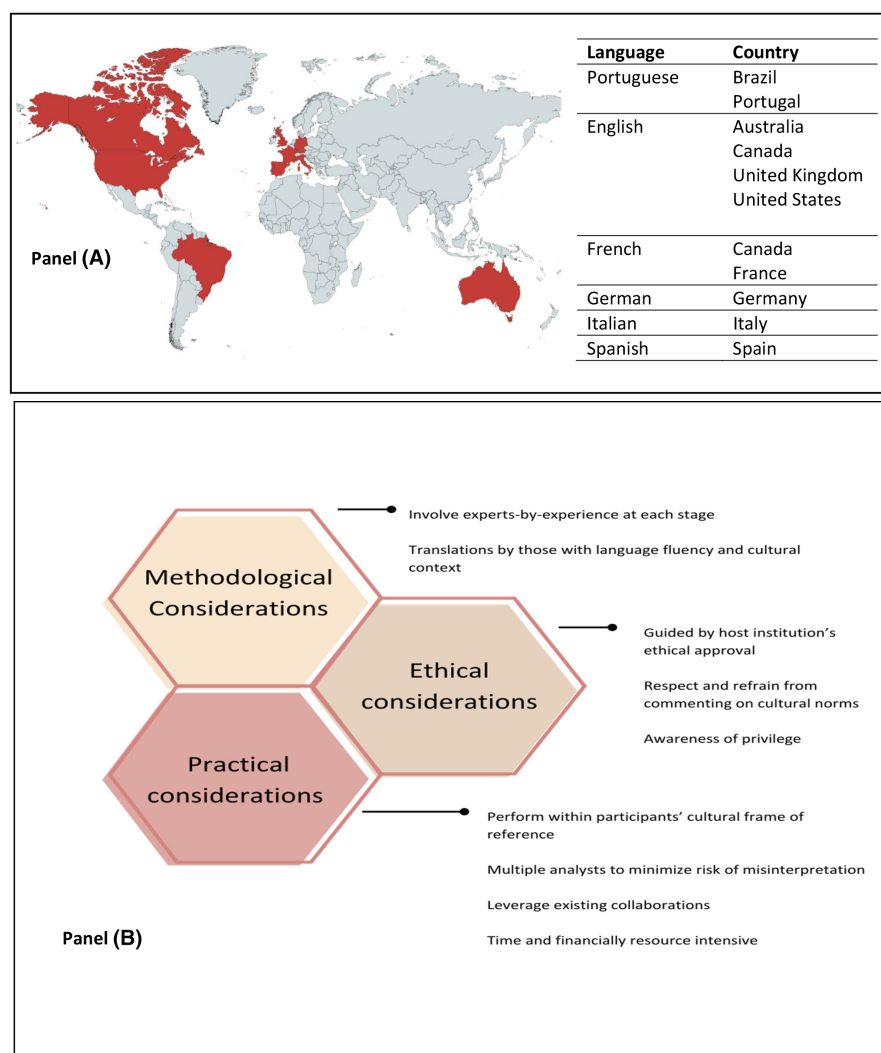 Panel (A)
Language Country
Portuguese Brazil
Portugal
English Australia
Canada
United Kingdom
United States
French Canada
France
German Germany
Italian Italy
Spanish Spain
Methodological
Considerations
Involve experts-by-experience at each stage
Translations by those with language fluency and cultural
context
Ethical
considerations
Guided by host institution's
ethical approval
Respect and refrain from
commenting on cultural norms
Awareness of privilege
Practical
considerations
Perform within participants' cultural frame of
reference
Multiple analysts to minimize risk of misinterpretation
Leverage existing collaborations
Time and financially resource intensive
Panel (B)